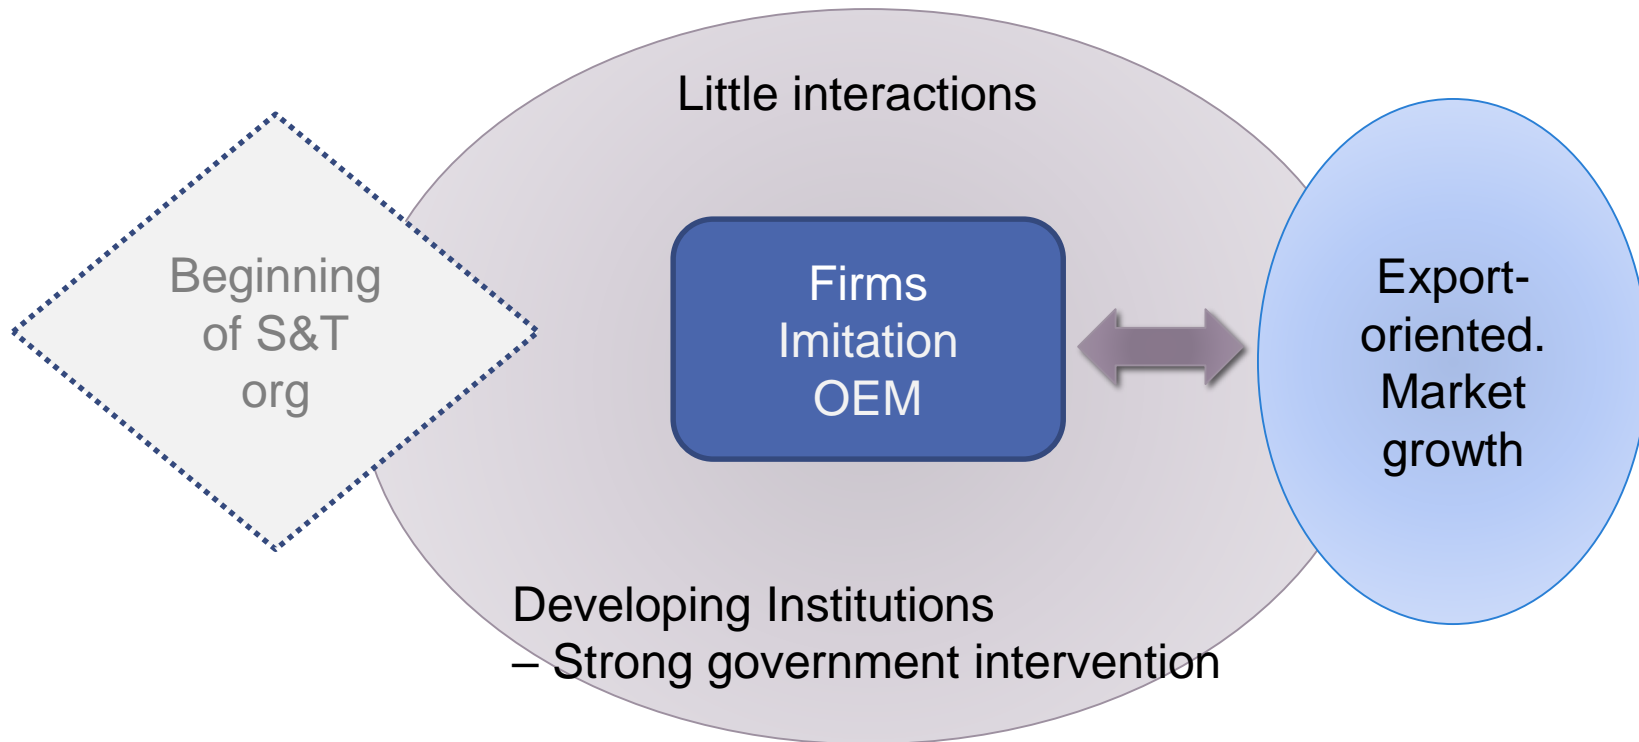 Little interactions
Beginning
of S&T
org
Firms
Imitation
OEM
Export-
oriented.
Market
growth
Developing Institutions
– Strong government intervention